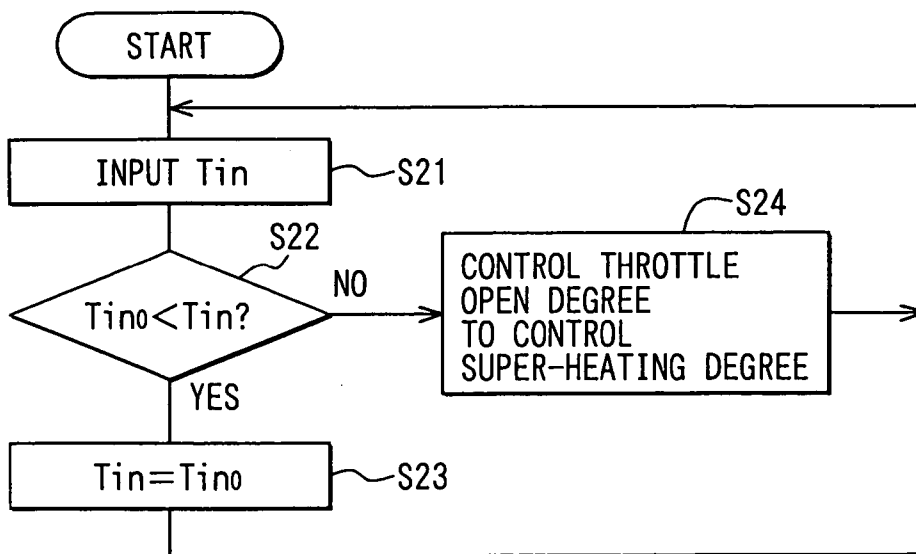 START
INPUT Tin
S21
S22
Tin0<Tin?
NO
YES
S24
CONTROL THROTTLE
OPEN DEGREE
TO CONTROL
SUPER-HEATING DEGREE
Tin=Tin0
S23